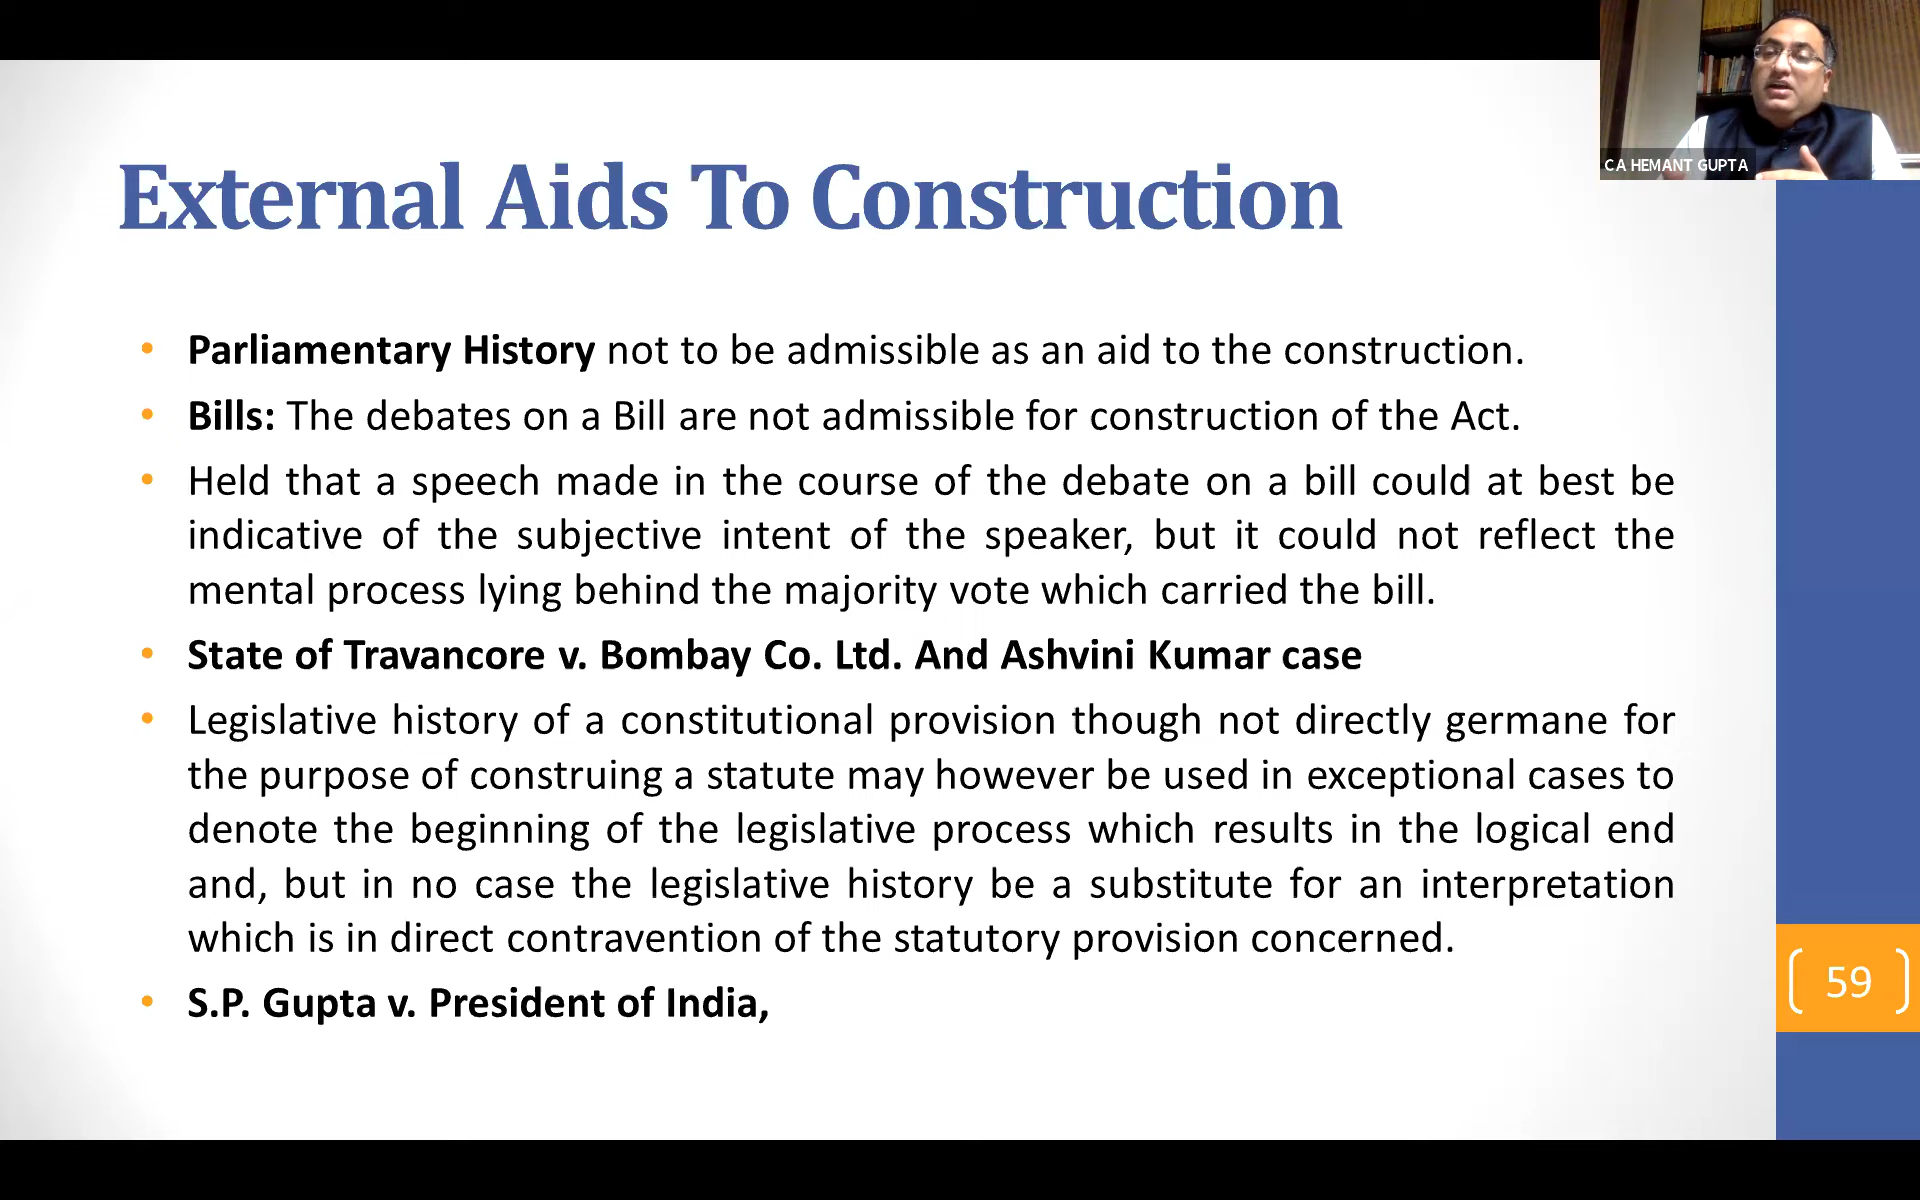 CA HEMANT GUPTA
External Aids To Construction
• Parliamentary History not to be admissible as an aid to the construction.
• Bills: The debates on a Bill are not admissible for construction of the Act.
• Held that a speech made in the course of the debate on a bill could at best be
indicative of the subjective intent of the speaker, but it could not reflect the
mental process lying behind the majority vote which carried the bill.
• State of Travancore v. Bombay Co. Ltd. And Ashvini Kumar case
• Legislative history of a constitutional provision though not directly germane for
the purpose of construing a statute may however be used in exceptional cases to
denote the beginning of the legislative process which results in the logical end
and, but in no case the legislative history be a substitute for an interpretation
which is in direct contravention of the statutory provision concerned.
• S.P. Gupta v. President of India,
59